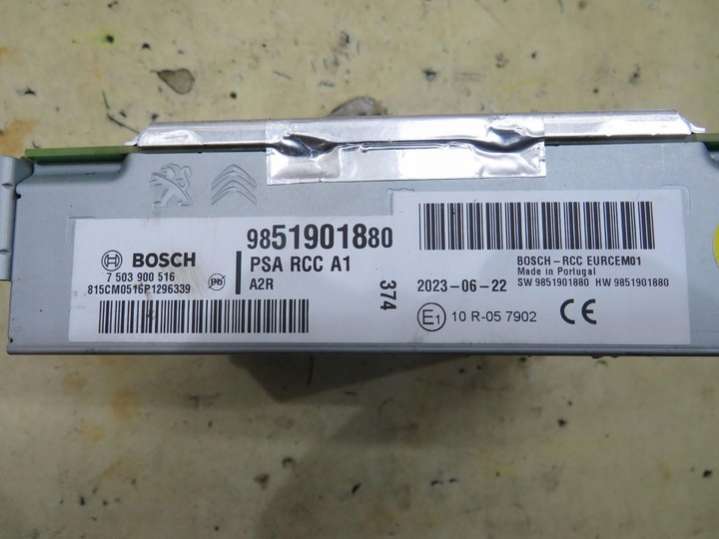 BOSCH
7 503 900 516
815CM0516P1296339
Pb
9851901880
PSA RCC A1
A2R
374
BOSCH-RCC EURCEM01
Made in Portugal
2023-06-22
SW 9851901880 HW 9851901880
E1 10 R-05 7902
CE